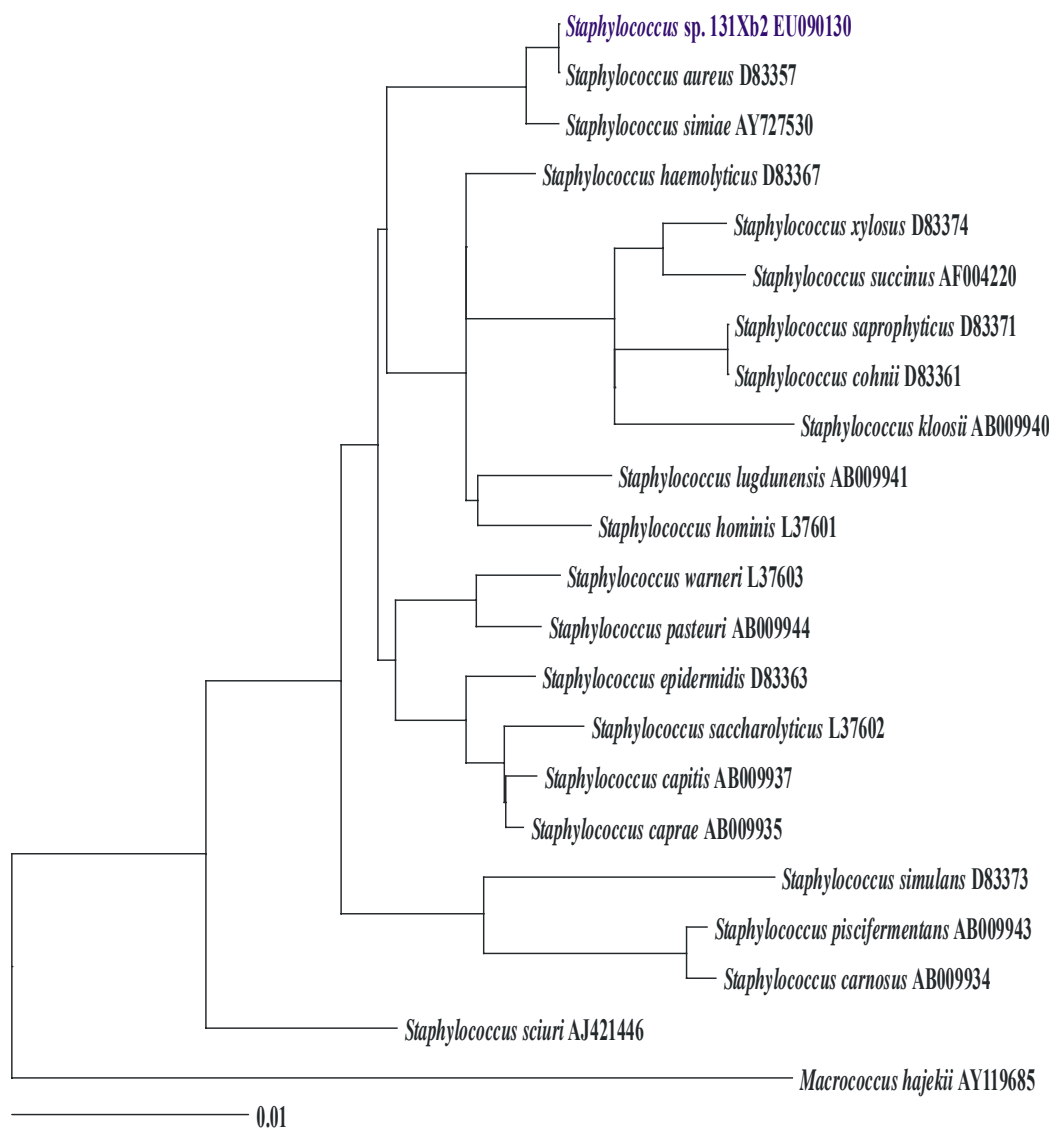 Staphylococcus sp. 131Xb2 EU090130
Staphylococcus aureus D83357
Staphylococcus simiae AY727530
Staphylococcus haemolyticus D83367
Staphylococcus xylosus D83374
Staphylococcus succinus AF004220
Staphylococcus saprophyticus D83371
Staphylococcus cohnii D83361
Staphylococcus kloosii AB009940
Staphylococcus lugdunensis AB009941
Staphylococcus hominis L37601
Staphylococcus warneri L37603
Staphylococcus pasteuri AB009944
Staphylococcus epidermidis D83363
Staphylococcus saccharolyticus L37602
Staphylococcus capitis AB009937
Staphylococcus caprae AB009935
Staphylococcus simulans D83373
Staphylococcus piscifermentans AB009943
Staphylococcus carnosus AB009934
Staphylococcus sciuri AJ421446
Macrococcus hajekii AY119685
0.01